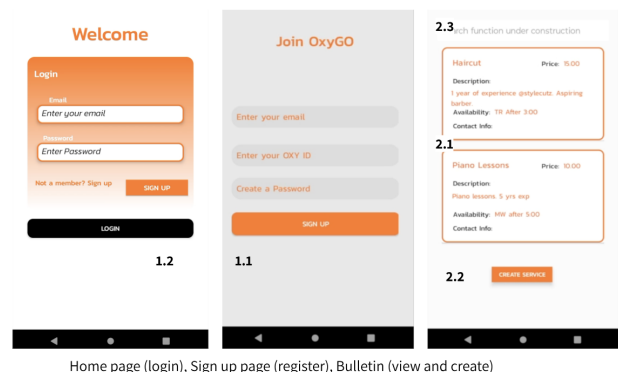 Welcome
Login
Email
Enter your email
Password
Enter Password
Not a member? Sign up
SIGN UP
LOGIN
1.2
Join OxyGO
Enter your email
Enter your OXY ID
Create a Password
SIGN UP
1.1
2.3
rch function under construction
Haircut Price: 15.00
Description:
1 year of experience @stylecutz. Aspiring
barber.
Availability: TR After 3:00
Contact Info:
2.1
Piano Lessons Price: 10.00
Description:
Piano lessons. 5 yrs exp
Availability: MW after 5:00
Contact Info:
2.2
CREATE SERVICE
Home page (login), Sign up page (register), Bulletin (view and create)